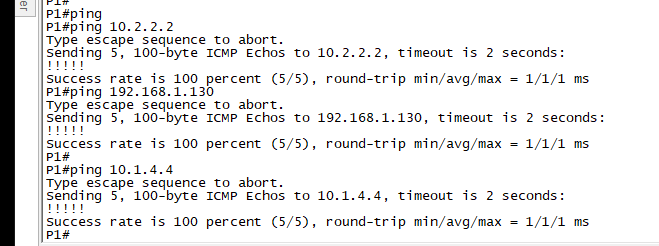 er
P1#
P1#ping
P1#ping 10.2.2.2
Type escape sequence to abort.
Sending 5, 100-byte ICMP Echos to 10.2.2.2, timeout is 2 seconds:
!!!!!
Success rate is 100 percent (5/5), round-trip min/avg/max = 1/1/1 ms
P1#ping 192.168.1.130
Type escape sequence to abort.
Sending 5, 100-byte ICMP Echos to 192.168.1.130, timeout is 2 seconds:
!!!!!
Success rate is 100 percent (5/5), round-trip min/avg/max = 1/1/1 ms
P1#
P1#ping 10.1.4.4
Type escape sequence to abort.
Sending 5, 100-byte ICMP Echos to 10.1.4.4, timeout is 2 seconds:
!!!!!
Success rate is 100 percent (5/5), round-trip min/avg/max = 1/1/1 ms
P1#